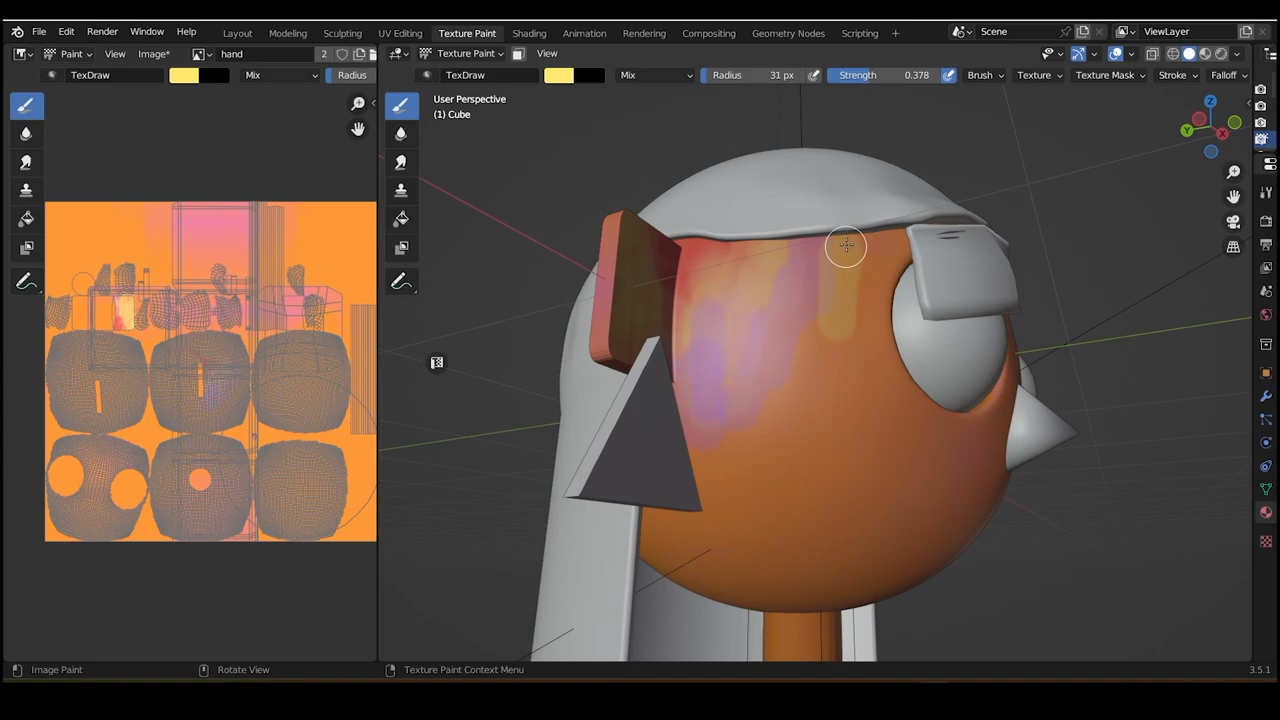 File Edit Render Window Help Layout Modeling Sculpting UV Editing Texture Paint Shading Animation Rendering Compositing Geometry Nodes Scripting + Scene ViewLayer
Paint View Image* hand 2 Texture Paint View
TexDraw Mix Radius TexDraw Mix Radius 31 px Strength 0.378 Brush Texture Texture Mask Stroke Falloff
User Perspective
(1) Cube
Z
Y
X
Image Paint Rotate View Texture Paint Context Menu 3.5.1